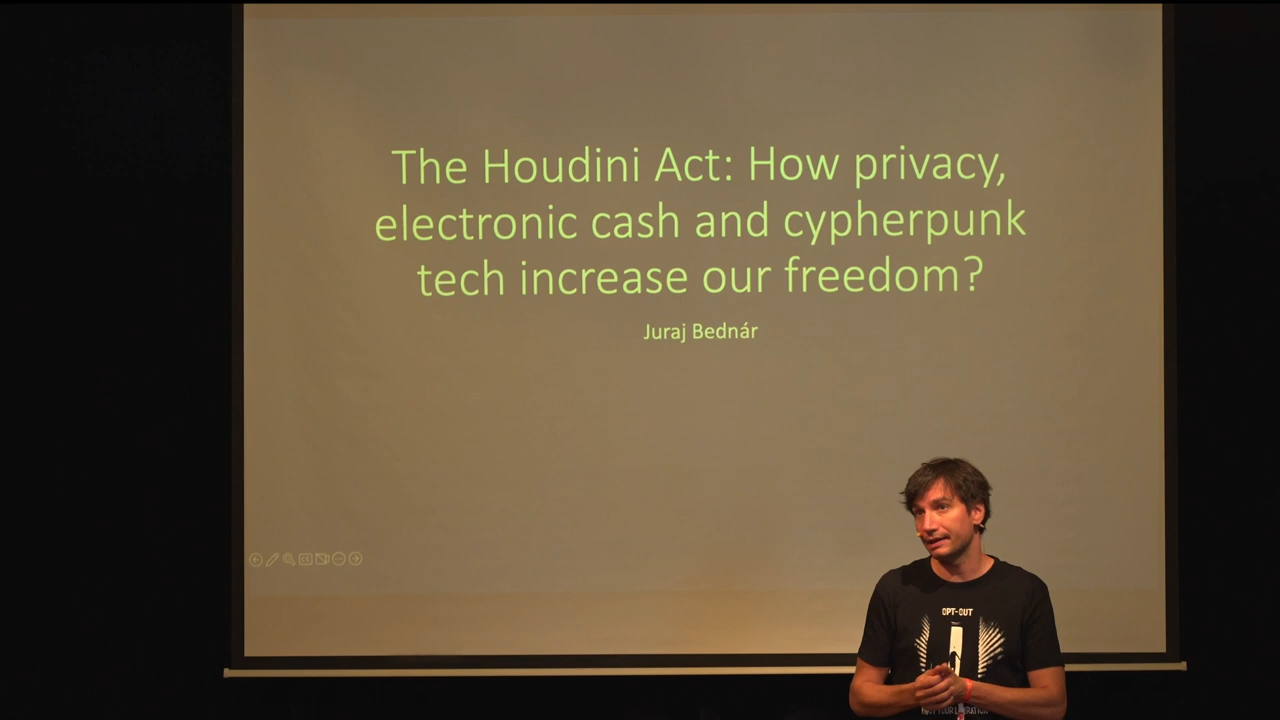 The Houdini Act: How privacy,
electronic cash and cypherpunk
tech increase our freedom?
Juraj Bednár
OPT-OUT